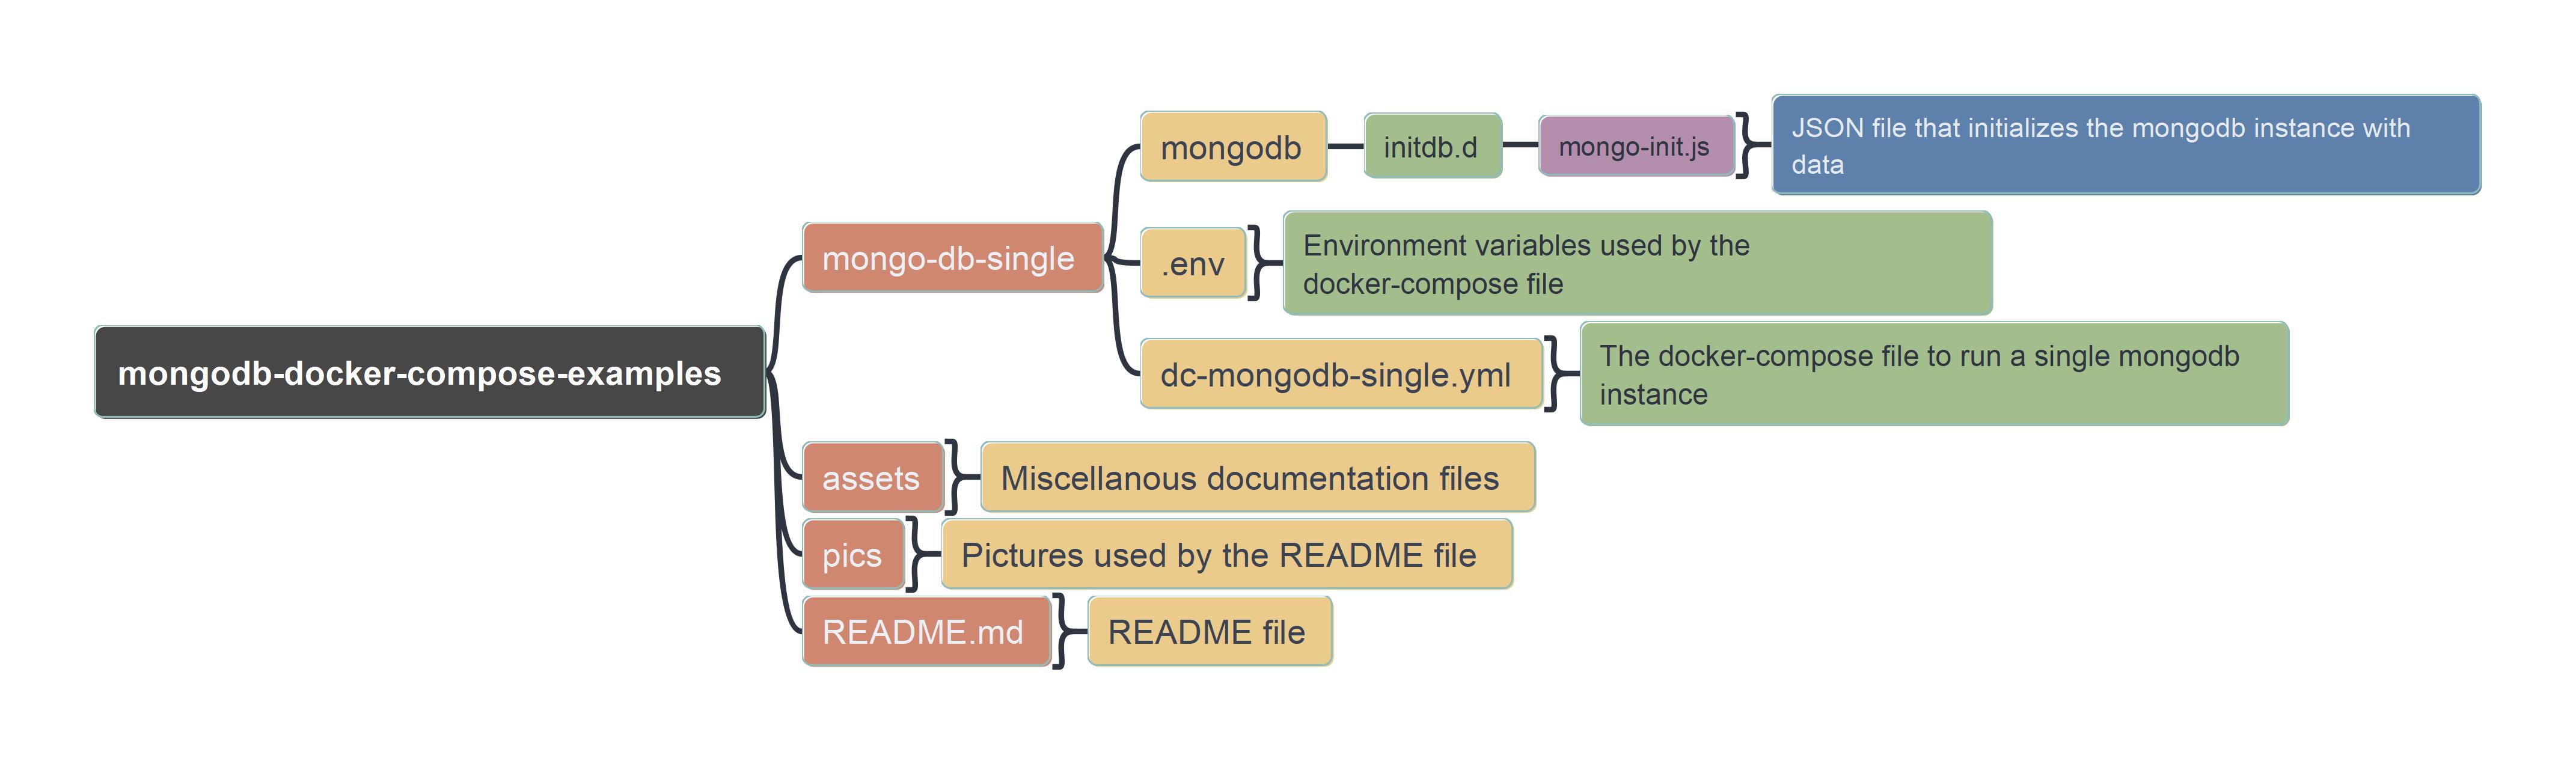 mongodb-docker-compose-examples
mongo-db-single
mongodb
initdb.d
mongo-init.js
JSON file that initializes the mongodb instance with
data
.env
Environment variables used by the
docker-compose file
dc-mongodb-single.yml
The docker-compose file to run a single mongodb
instance
assets
Miscellanous documentation files
pics
Pictures used by the README file
README.md
README file